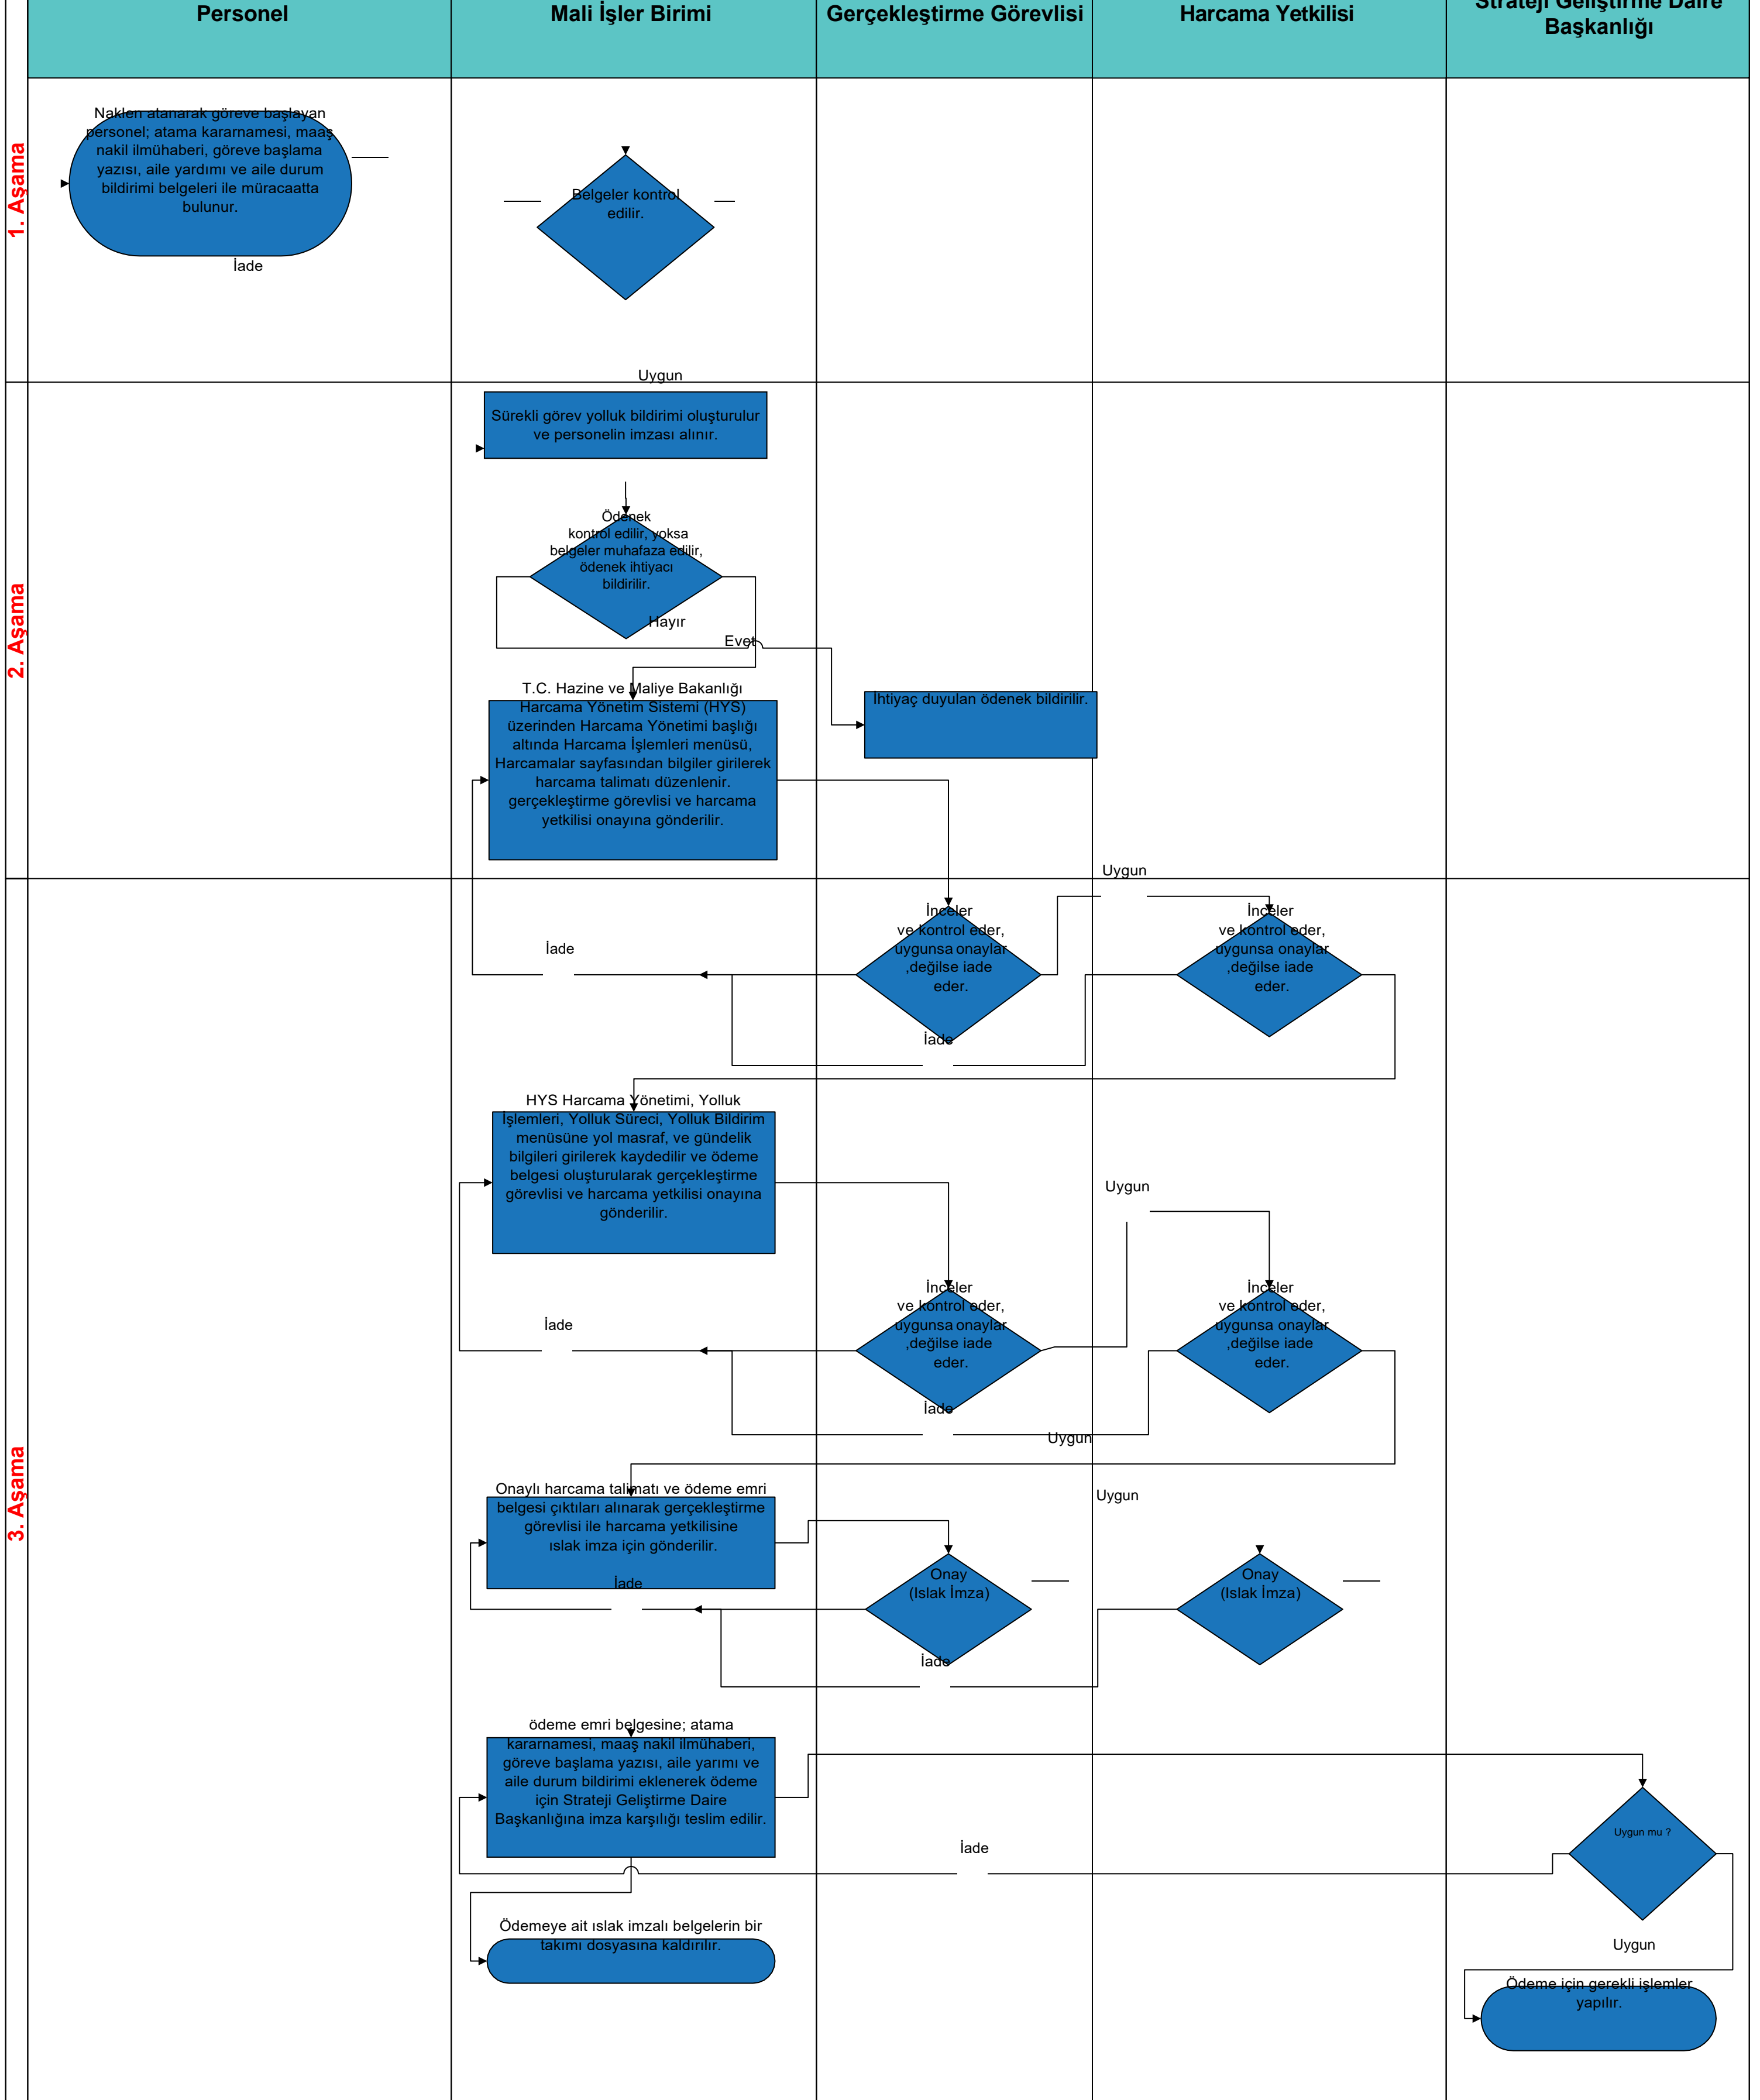 Personel
Mali İşler Birimi
Gerçekleştirme Görevlisi
Harcama Yetkilisi
Strateji Geliştirme Daire
Başkanlığı
1. Aşama
Naklen atanarak göreve başlayan
personel; atama kararnamesi, maaş
nakil ilmühaberi, göreve başlama
yazısı, aile yardımı ve aile durum
bildirimi belgeleri ile müracaatta
bulunur.
İade
Belgeler kontrol
edilir.
Uygun
2. Aşama
Sürekli görev yolluk bildirimi oluşturulur
ve personelin imzası alınır.
Ödenek
kontrol edilir, yoksa
belgeler muhafaza edilir,
ödenek ihtiyacı
bildirilir.
Hayır
Evet
T.C. Hazine ve Maliye Bakanlığı
Harcama Yönetim Sistemi (HYS)
üzerinden Harcama Yönetimi başlığı
altında Harcama İşlemleri menüsü,
Harcamalar sayfasından bilgiler girilerek
harcama talimatı düzenlenir.
gerçekleştirme görevlisi ve harcama
yetkilisi onayına gönderilir.
İhtiyaç duyulan ödenek bildirilir.
Uygun
3. Aşama
İade
İnceler
ve kontrol eder,
uygunsa onaylar
,değilse iade
eder.
İade
İnceler
ve kontrol eder,
uygunsa onaylar
,değilse iade
eder.
HYS Harcama Yönetimi, Yolluk
İşlemleri, Yolluk Süreci, Yolluk Bildirim
menüsüne yol masraf, ve gündelik
bilgileri girilerek kaydedilir ve ödeme
belgesi oluşturularak gerçekleştirme
görevlisi ve harcama yetkilisi onayına
gönderilir.
Uygun
İade
İnceler
ve kontrol eder,
uygunsa onaylar
,değilse iade
eder.
İade
İnceler
ve kontrol eder,
uygunsa onaylar
,değilse iade
eder.
Uygun
Onaylı harcama talimatı ve ödeme emri
belgesi çıktıları alınarak gerçekleştirme
görevlisi ile harcama yetkilisine
ıslak imza için gönderilir.
Uygun
İade
Onay
(Islak İmza)
İade
Onay
(Islak İmza)
ödeme emri belgesine; atama
kararnamesi, maaş nakil ilmühaberi,
göreve başlama yazısı, aile yarımı ve
aile durum bildirimi eklenerek ödeme
için Strateji Geliştirme Daire
Başkanlığına imza karşılığı teslim edilir.
Uygun mu ?
İade
Ödemeye ait ıslak imzalı belgelerin bir
takımı dosyasına kaldırılır.
Uygun
Ödeme için gerekli işlemler
yapılır.